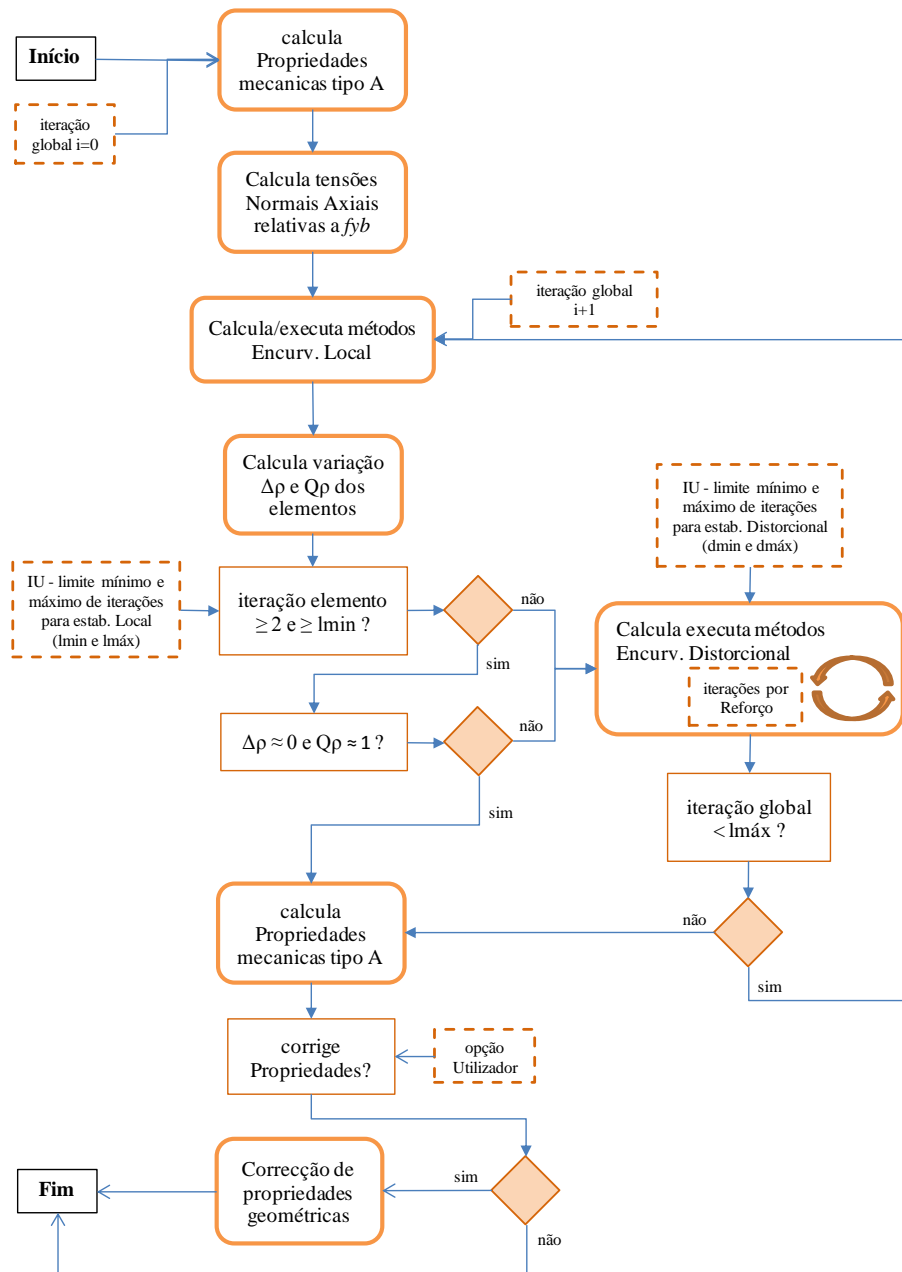 calcula
Propriedades
mecanicas tipo A
Início
iteração
global i=0
Calcula tensões
Normais Axiais
relativas a fyb
iteração global
i+1
Calcula/executa métodos
Encurv. Local
Calcula variação
Δρ e Qρ dos
elementos
IU - limite mínimo e
máximo de iterações
para estab. Distorcional
(dmin e dmáx)
IU - limite mínimo e
máximo de iterações
para estab. Local
(lmin e lmáx)
iteração elemento
≥ 2 e ≥ lmin ?
não
sim
Calcula executa métodos
Encurv. Distorcional
iterações por
Reforço
Δρ ≈ 0 e Qρ ≈ 1 ?
não
sim
iteração global
< lmáx ?
não
sim
calcula
Propriedades
mecanicas tipo A
corrige
Propriedades?
opção
Utilizador
Fim
Correcção de
propriedades
geométricas
sim
não